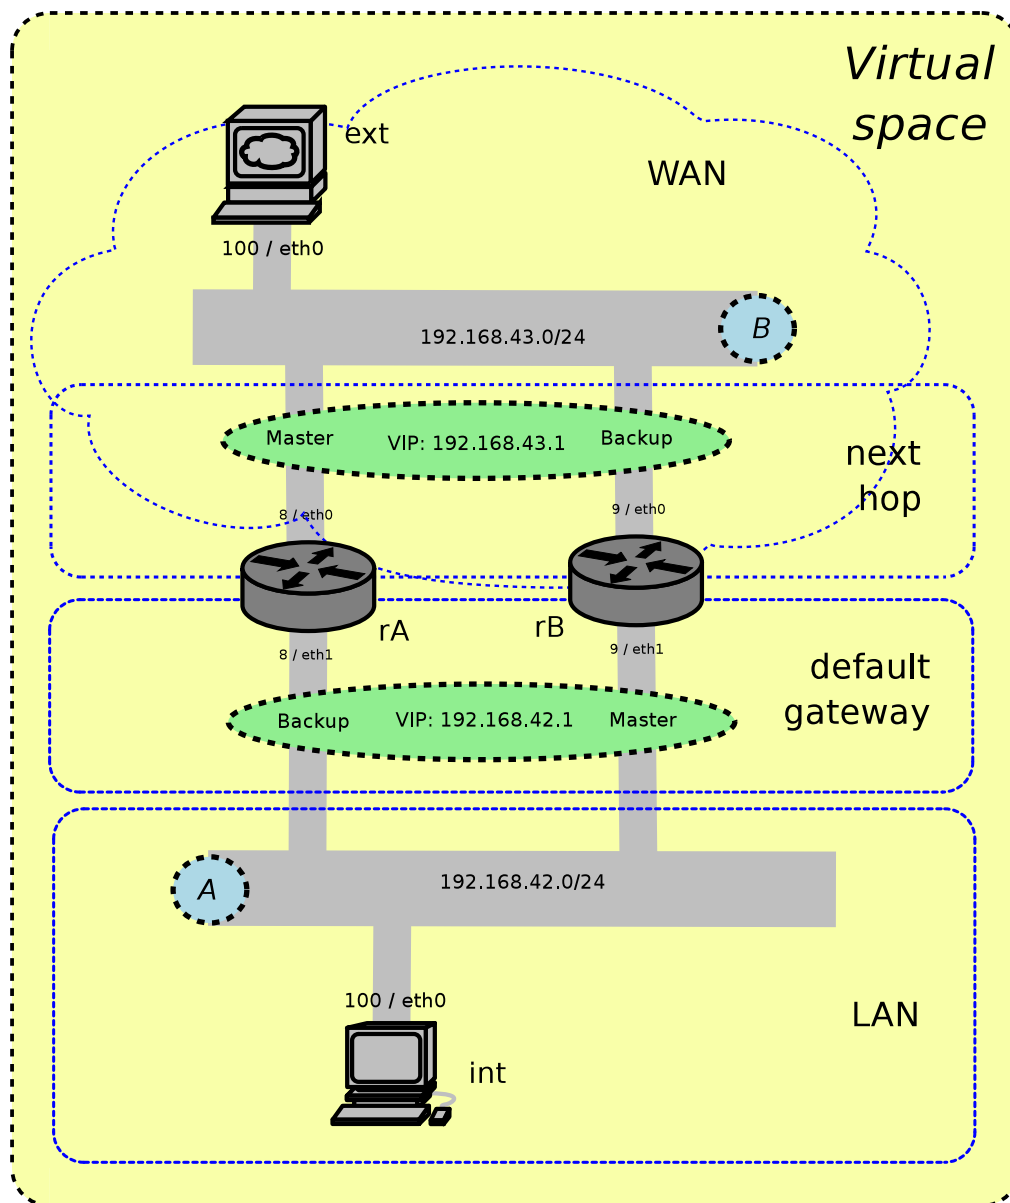 Virtual
space
ext
WAN
100 / eth0
192.168.43.0/24
B
Master
VIP: 192.168.43.1
Backup
next
hop
8 / eth0
9 / eth0
rA
rB
8 / eth1
9 / eth1
default
gateway
Backup
VIP: 192.168.42.1
Master
A
192.168.42.0/24
100 / eth0
LAN
int